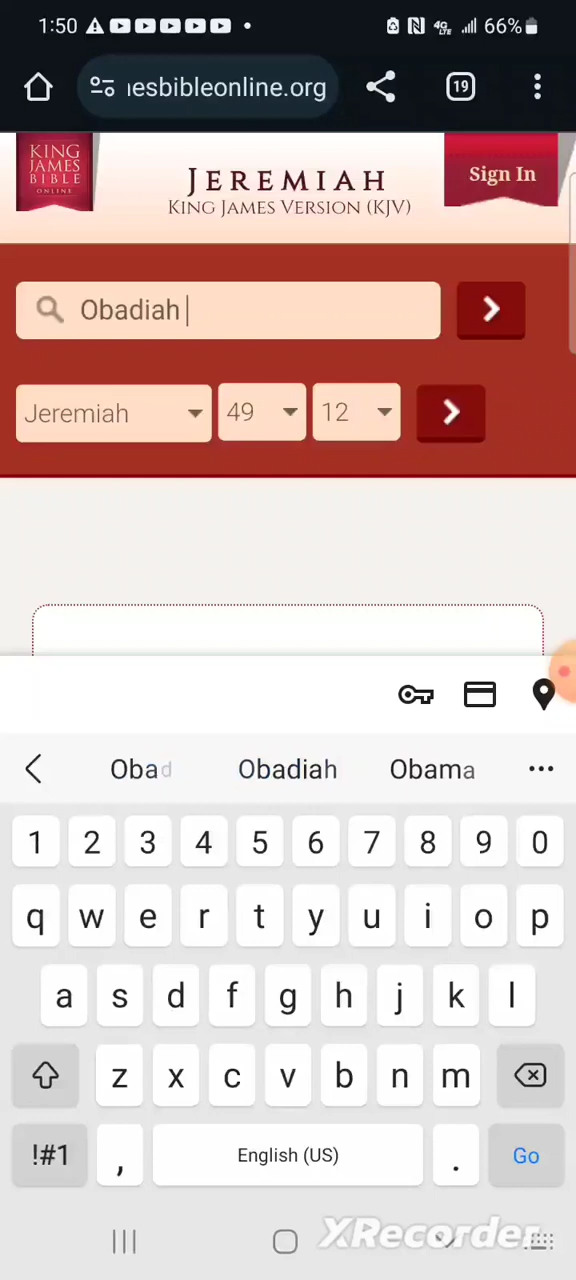 1:50
66%
ıesbibleonline.org
19
KING
JAMES
BIBLE
ONLINE
JEREMIAH
KING JAMES VERSION (KJV)
Sign In
Obadiah
Jeremiah 49 12
Obad Obadiah Obama
1 2 3 4 5 6 7 8 9 0
q w e r t y u i o p
a s d f g h j k l
z x c v b n m
!#1 , English (US) . Go
XRecorder